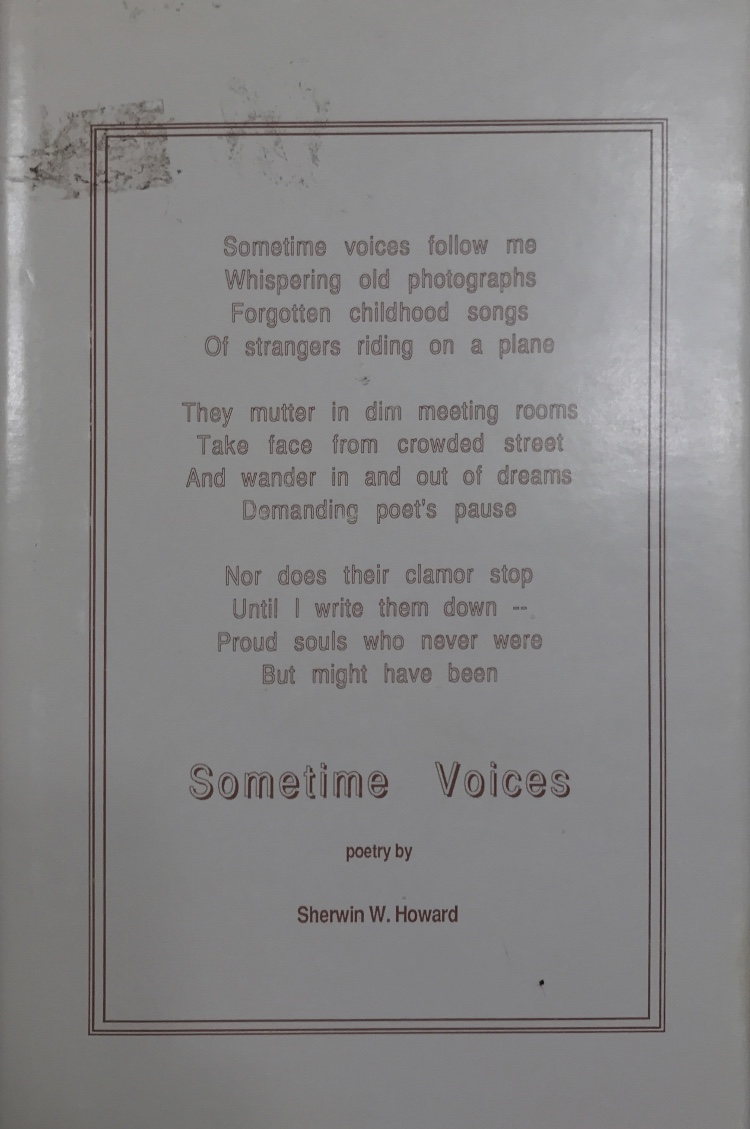 Sometime voices follow me
Whispering old photographs
Forgotten childhood songs
Of strangers riding on a plane
They mutter in dim meeting rooms
Take face from crowded street
And wander in and out of dreams
Demanding poet's pause
Nor does their clamor stop
Until I write them down --
Proud souls who never were
But might have been
Sometime Voices
poetry by
Sherwin W. Howard